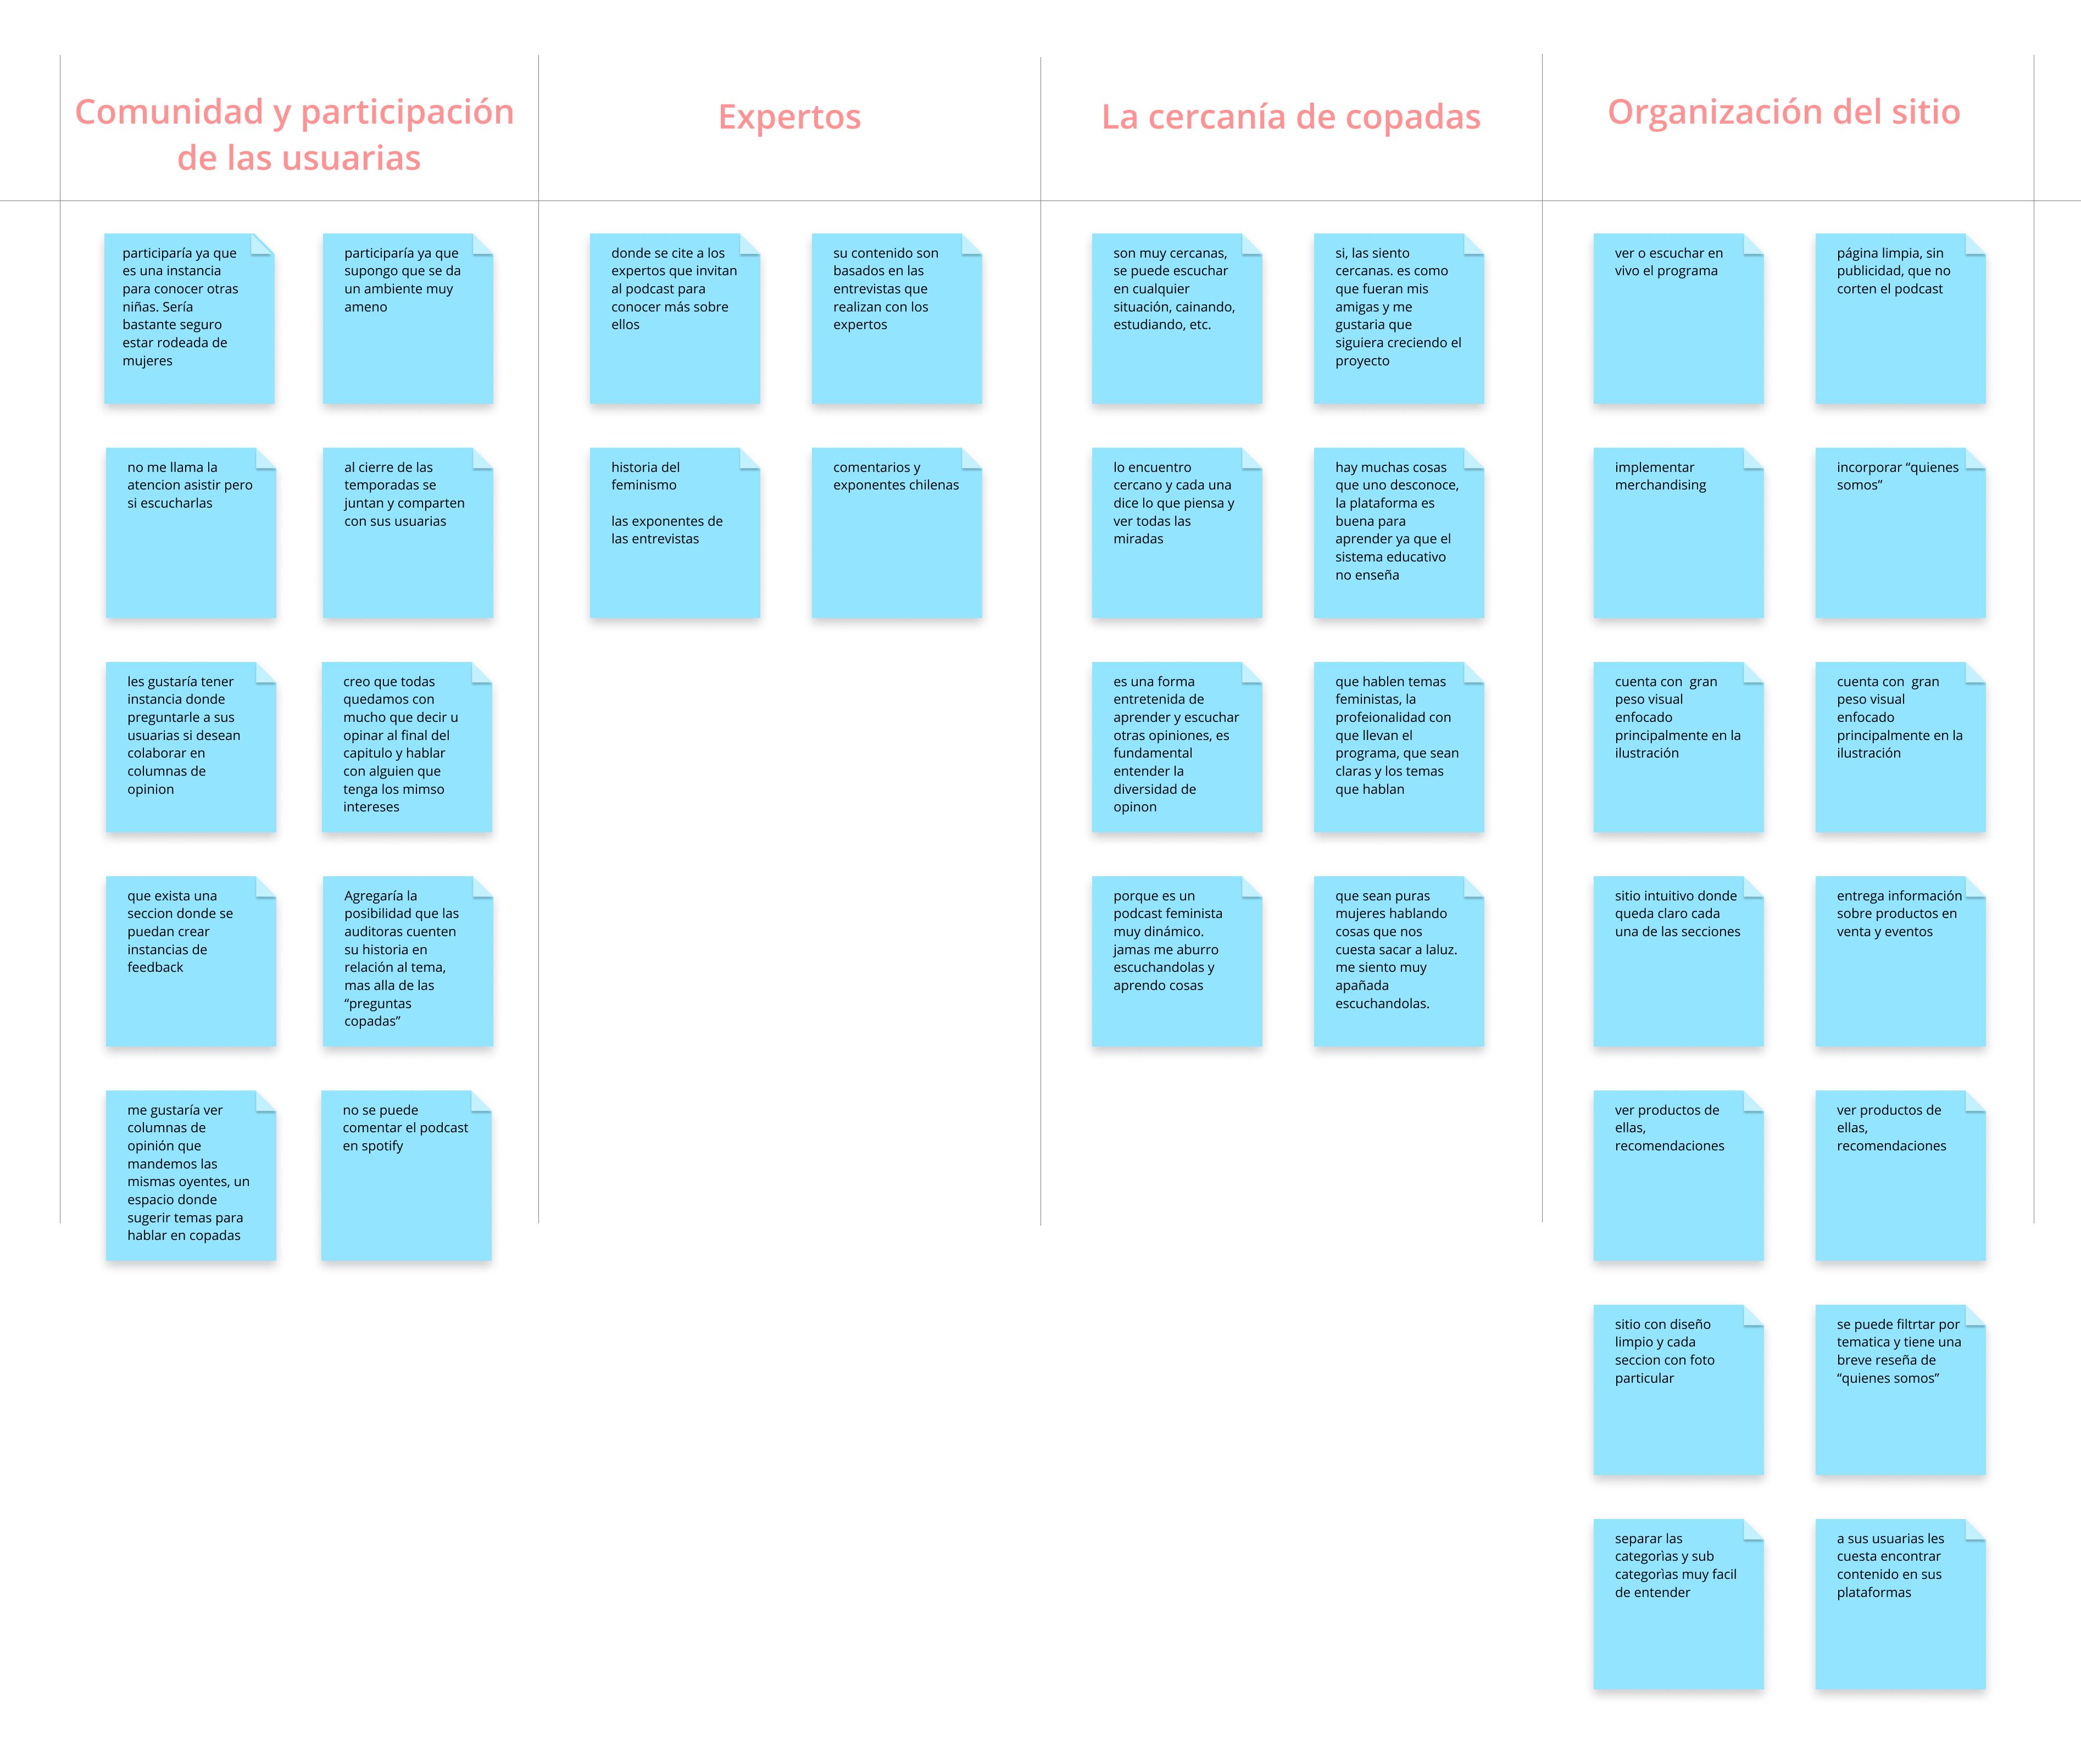 Comunidad y participación
de las usuarias
participaría ya que
es una instancia
para conocer otras
niñas. Sería
bastante seguro
estar rodeada de
mujeres
participaría ya que
supongo que se da
un ambiente muy
ameno
no me llama la
atencion asistir pero
si escucharlas
al cierre de las
temporadas se
juntan y comparten
con sus usuarias
les gustaría tener
instancia donde
preguntarle a sus
usuarias si desean
colaborar en
columnas de
opinion
creo que todas
quedamos con
mucho que decir u
opinar al final del
capitulo y hablar
con alguien que
tenga los mimso
intereses
que exista una
seccion donde se
puedan crear
instancias de
feedback
Agregaría la
posibilidad que las
auditoras cuenten
su historia en
relación al tema,
mas alla de las
“preguntas
copadas”
me gustaría ver
columnas de
opinión que
mandemos las
mismas oyentes, un
espacio donde
sugerir temas para
hablar en copadas
no se puede
comentar el podcast
en spotify
Expertos
donde se cite a los
expertos que invitan
al podcast para
conocer más sobre
ellos
su contenido son
basados en las
entrevistas que
realizan con los
expertos
historia del
feminismo
las exponentes de
las entrevistas
comentarios y
exponentes chilenas
La cercanía de copadas
son muy cercanas,
se puede escuchar
en cualquier
situación, cainando,
estudiando, etc.
si, las siento
cercanas. es como
que fueran mis
amigas y me
gustaria que
siguiera creciendo el
proyecto
lo encuentro
cercano y cada una
dice lo que piensa y
ver todas las
miradas
hay muchas cosas
que uno desconoce,
la plataforma es
buena para
aprender ya que el
sistema educativo
no enseña
es una forma
entretenida de
aprender y escuchar
otras opiniones, es
fundamental
entender la
diversidad de
opinon
que hablen temas
feministas, la
profeionalidad con
que llevan el
programa, que sean
claras y los temas
que hablan
porque es un
podcast feminista
muy dinámico.
jamas me aburro
escuchandolas y
aprendo cosas
que sean puras
mujeres hablando
cosas que nos
cuesta sacar a laluz.
me siento muy
apañada
escuchandolas.
Organización del sitio
ver o escuchar en
vivo el programa
página limpia, sin
publicidad, que no
corten el podcast
implementar
merchandising
incorporar “quienes
somos”
cuenta con  gran
peso visual
enfocado
principalmente en la
ilustración
cuenta con  gran
peso visual
enfocado
principalmente en la
ilustración
sitio intuitivo donde
queda claro cada
una de las secciones
entrega información
sobre productos en
venta y eventos
ver productos de
ellas,
recomendaciones
ver productos de
ellas,
recomendaciones
sitio con diseño
limpio y cada
seccion con foto
particular
se puede filtrtar por
tematica y tiene una
breve reseña de
“quienes somos”
separar las
categorìas y sub
categorìas muy facil
de entender
a sus usuarias les
cuesta encontrar
contenido en sus
plataformas